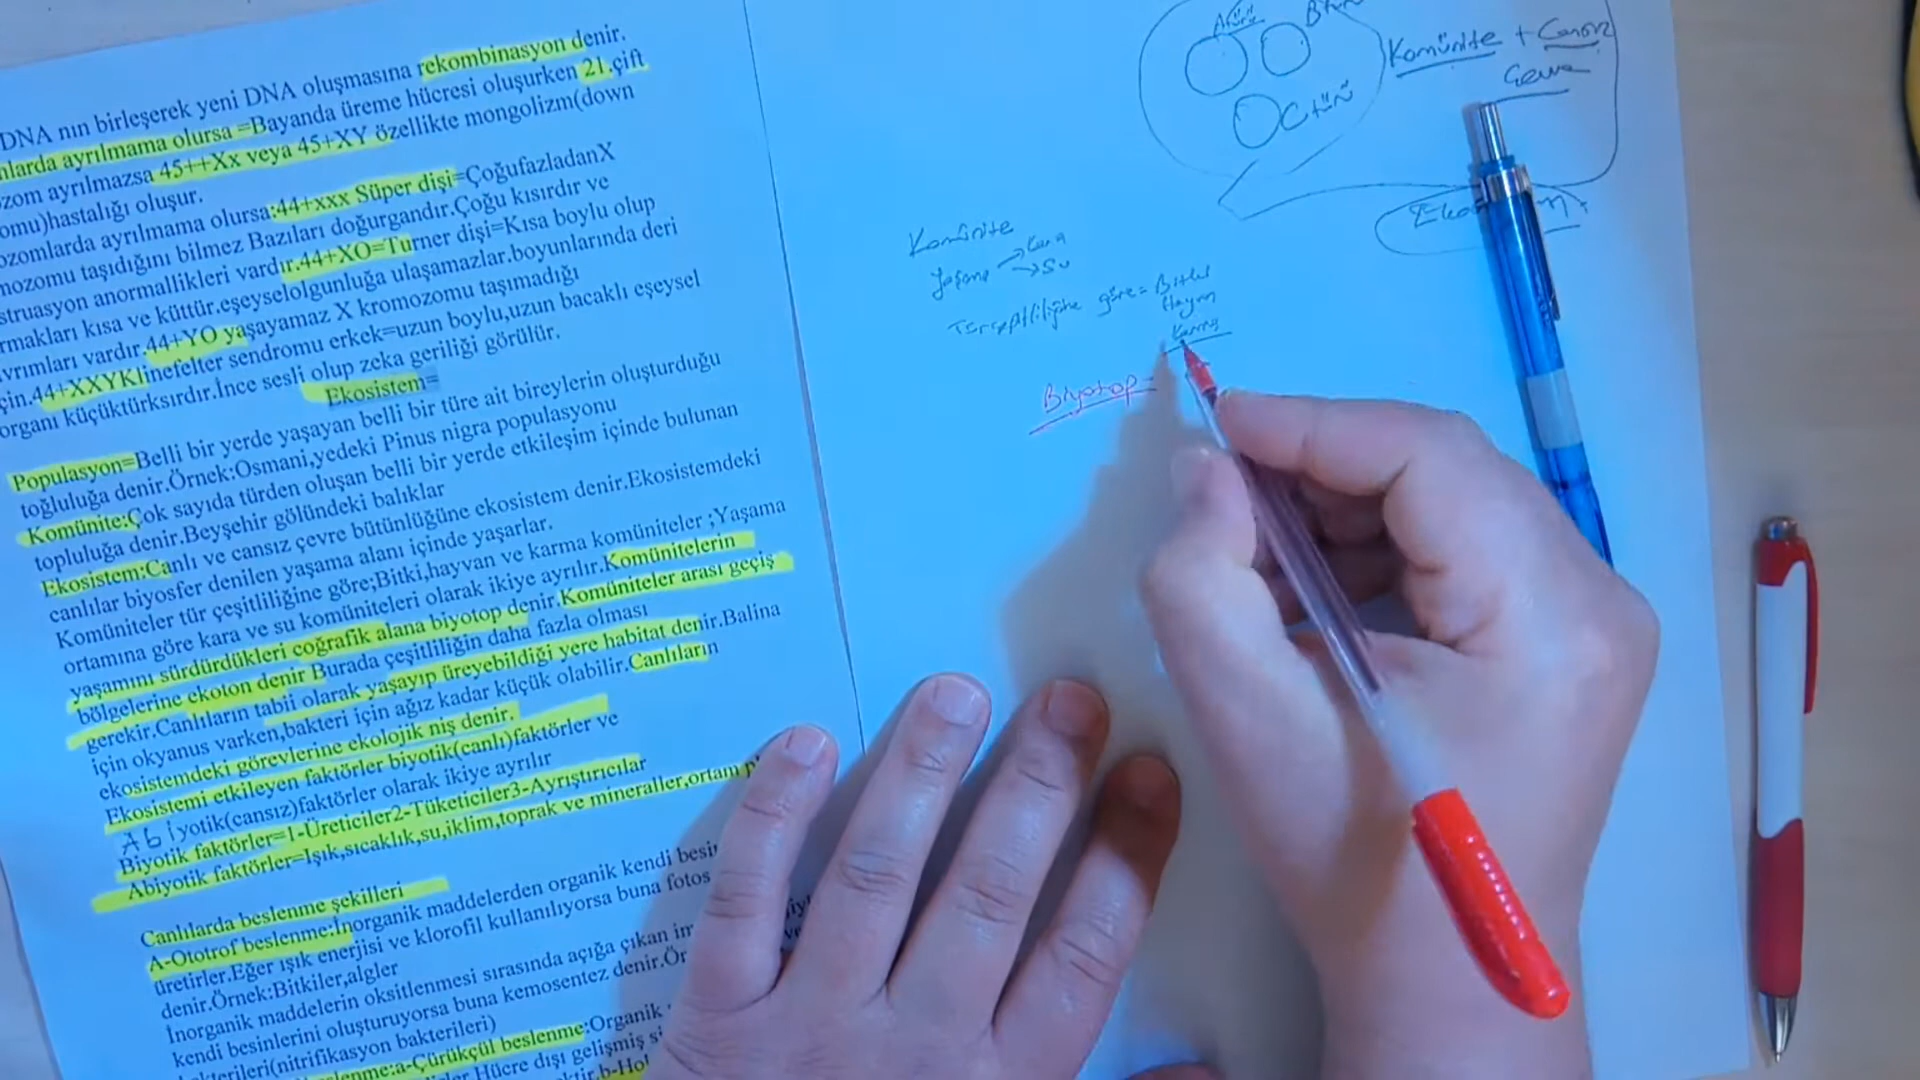 DNA nın birleşerek yeni DNA oluşmasına rekombinasyon denir.
nlarda ayrılmama olursa =Bayanda üreme hücresi oluşurken 21.çift
ozom ayrılmazsa 45++Xx veya 45+XY özellikte mongolizm(down
omu)hastalığı oluşur.
ozomlarda ayrılmama olursa:44+xxx Süper dişi=ÇoğufazladanX
mozomu taşıdığını bilmez Bazıları doğurgandır.Çoğu kısırdır ve
struasyon anormallikleri vardır.44+XO=Turner dişi=Kısa boylu olup
rmakları kısa ve küttür.eşeyselolgunluğa ulaşamazlar.boyunlarında deri
vrımları vardır.44+YO yaşayamaz X kromozomu taşımadığı
çin.44+XXYKlinefelter sendromu erkek=uzun boylu,uzun bacaklı eşeysel
organı küçüktürksırdır.İnce sesli olup zeka geriliği görülür.
Ekosistem=
Populasyon=Belli bir yerde yaşayan belli bir türe ait bireylerin oluşturduğu
toğluluğa denir.Örnek:Osmani,yedeki Pinus nigra populasyonu
Komünite:Çok sayıda türden oluşan belli bir yerde etkileşim içinde bulunan
topluluğa denir.Beyşehir gölündeki balıklar
Ekosistem:Canlı ve cansız çevre bütünlüğüne ekosistem denir.Ekosistemdeki
canlılar biyosfer denilen yaşama alanı içinde yaşarlar.
Komüniteler tür çeşitliliğine göre;Bitki,hayvan ve karma komüniteler ;Yaşama
ortamına göre kara ve su komüniteleri olarak ikiye ayrılır.Komünitelerin
yaşamını sürdürdükleri coğrafik alana biyotop denir.Komüniteler arası geçiş
bölgelerine ekoton denir Burada çeşitliliğin daha fazla olması
gerekir.Canlıların tabii olarak yaşayıp üreyebildiği yere habitat denir.Balina
için okyanus varken,bakteri için ağız kadar küçük olabilir.Canlıların
ekosistemdeki görevlerine ekolojik niş denir.
Ekosistemi etkileyen faktörler biyotik(canlı)faktörler ve
Abiyotik(cansız)faktörler olarak ikiye ayrılır
Biyotik faktörler=1-Üreticiler2-Tüketiciler3-Ayrıştırıcılar
Abiyotik faktörler=Işık,sıcaklık,su,iklim,toprak ve mineraller,ortam
Canlılarda beslenme şekilleri
A-Ototrof beslenme:İnorganik maddelerden organik kendi besi
üretirler.Eğer ışık enerjisi ve klorofil kullanılıyorsa buna fotos
denir.Örnek:Bitkiler,algler
İnorganik maddelerin oksitlenmesi sırasında açığa çıkan
kendi besinlerini oluşturuyorsa buna kemosentez denir.Ör
bakterileri(nitrifikasyon bakterileri)
lenme:a-Çürükçül beslenme:Organik
Hücre dışı gelişmiş
b-Hol
A türü
B türü
C türü
Komünite + Cansız
Çevre
Komünite
Yaşama
Kara
Su
Tür çeşitliliğine göre = Bitki
Hayvan
Karma
Biyotop=